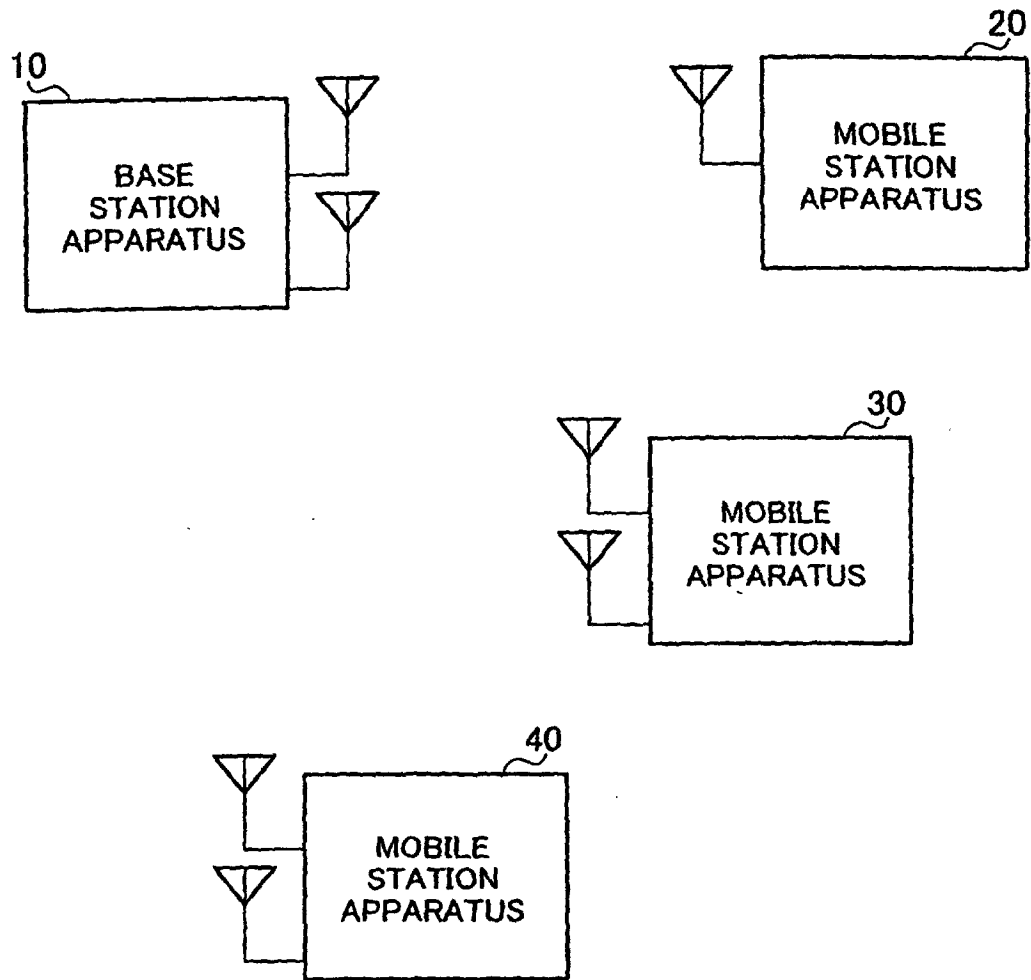 10
BASE
STATION
APPARATUS
20
MOBILE
STATION
APPARATUS
30
MOBILE
STATION
APPARATUS
40
MOBILE
STATION
APPARATUS